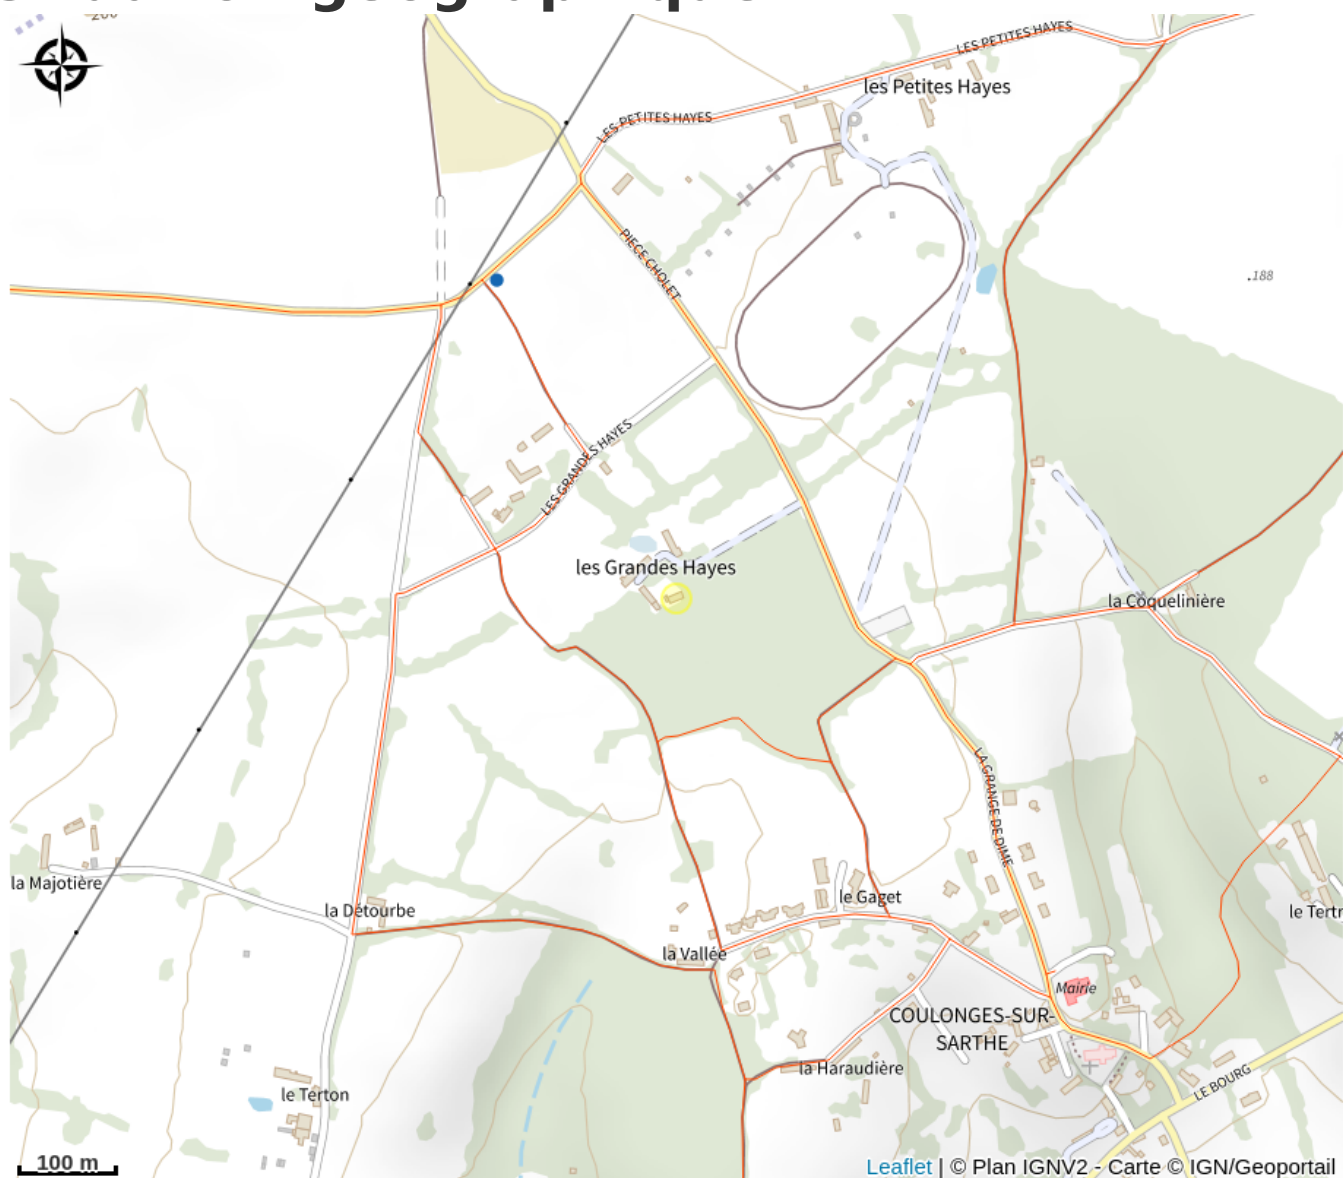 200
LES PETITES HAYES
les Petites Hayes
LES PETITES HAYES
PIECE CHOLET
.188
LES GRANDES HAYES
les Grandes Hayes
la Coquelinière
LA GRANGE DE DIME
la Majotière
le Gaget
la Détourbe
le Tertr
la Vallée
Mairie
COULONGES-SUR-
SARTHE
la Haraudière
LE BOURG
le Terton
100 m
Leaflet | © Plan IGNV2 - Carte © IGN/Geoportail